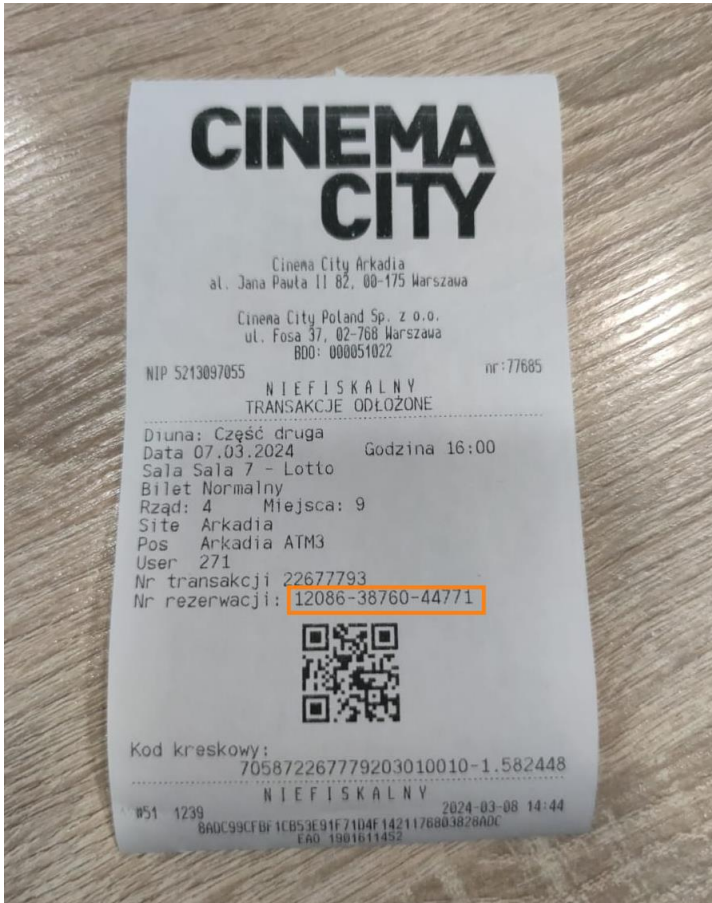 CINEMA
CITY
Cinema City Arkadia
al. Jana Pawła II 82, 00-175 Warszawa
Cinema City Poland Sp. z o.o.
ul. Fosa 37, 02-768 Warszawa
BDO: 000051022
NIP 5213097055 nr:77685
NIEFISKALNY
TRANSAKCJE ODŁOŻONE
Diuna: Część druga
Data 07.03.2024 Godzina 16:00
Sala Sala 7 - Lotto
Bilet Normalny
Rząd: 4 Miejsca: 9
Site Arkadia
Pos Arkadia ATM3
User 271
Nr transakcji 22677793
Nr rezerwacji: 12086-38760-44771
Kod kreskowy:
705872267779203010010-1.582448
NIEFISKALNY
#51 1239 2024-03-08 14:44
EAO 1901611452